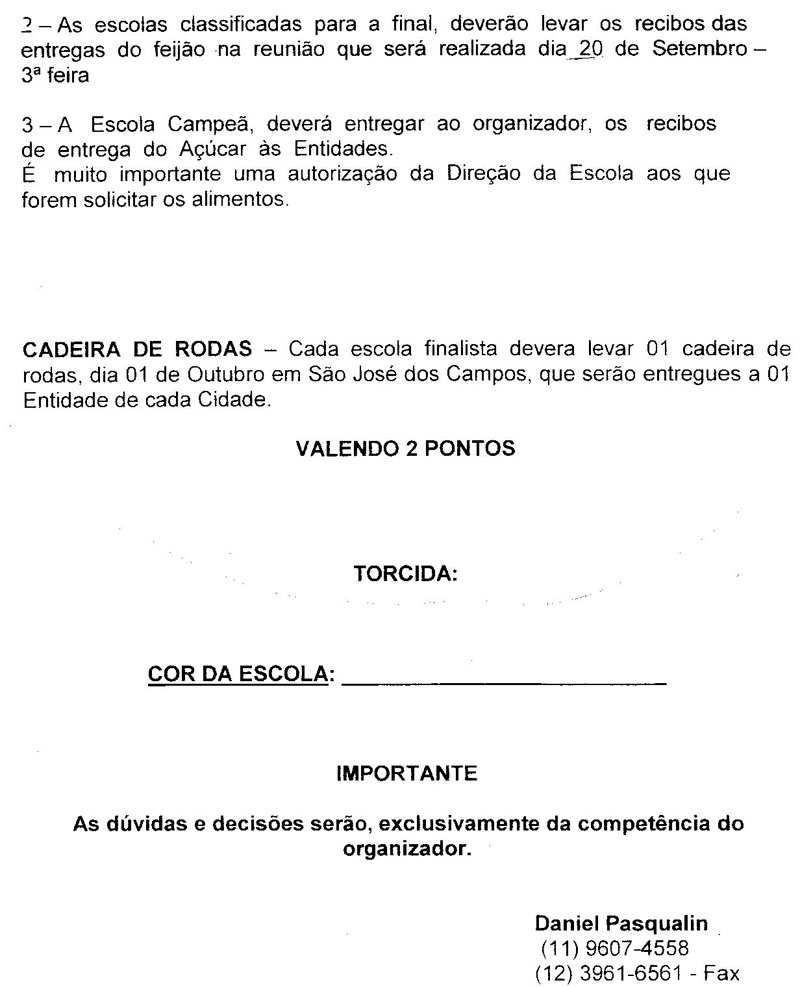 2 – As escolas classificadas para a final, deverão levar os recibos das
entregas do feijão na reunião que será realizada dia 20 de Setembro –
3ª feira
3 – A Escola Campeã, deverá entregar ao organizador, os recibos
de entrega do Açúcar às Entidades.
É muito importante uma autorização da Direção da Escola aos que
forem solicitar os alimentos.
CADEIRA DE RODAS – Cada escola finalista devera levar 01 cadeira de
rodas, dia 01 de Outubro em São José dos Campos, que serão entregues a 01
Entidade de cada Cidade.
VALENDO 2 PONTOS
TORCIDA:
COR DA ESCOLA: ____________________________
IMPORTANTE
As dúvidas e decisões serão, exclusivamente da competência do
organizador.
Daniel Pasqualin
(11) 9607-4558
(12) 3961-6561 - Fax